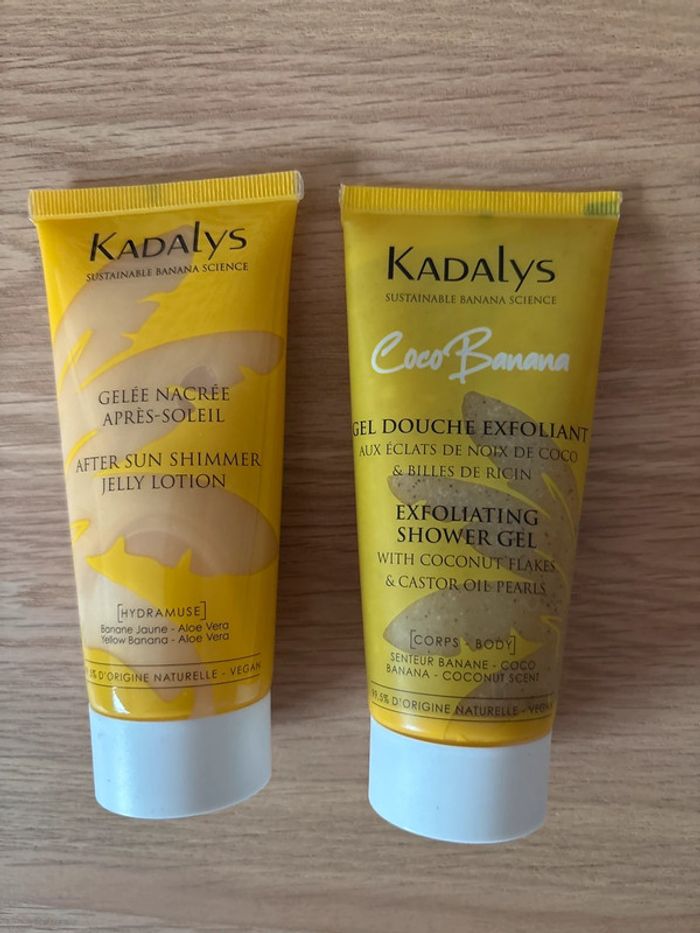 KADALYS
SUSTAINABLE BANANA SCIENCE
GELÉE NACRÉE
APRÈS-SOLEIL
AFTER SUN SHIMMER
JELLY LOTION
[HYDRAMUSE]
Banane Jaune - Aloe Vera
Yellow Banana - Aloe Vera
D'ORIGINE NATURELLE - VEGAN
KADALYS
SUSTAINABLE BANANA SCIENCE
Coco Banana
GEL DOUCHE EXFOLIANT
AUX ÉCLATS DE NOIX DE COCO
& BILLES DE RICIN
EXFOLIATING
SHOWER GEL
WITH COCONUT FLAKES
& CASTOR OIL PEARLS
[CORPS - BODY]
SENTEUR BANANE - COCO
BANANA - COCONUT SCENT
99.5% D'ORIGINE NATURELLE - VEGAN